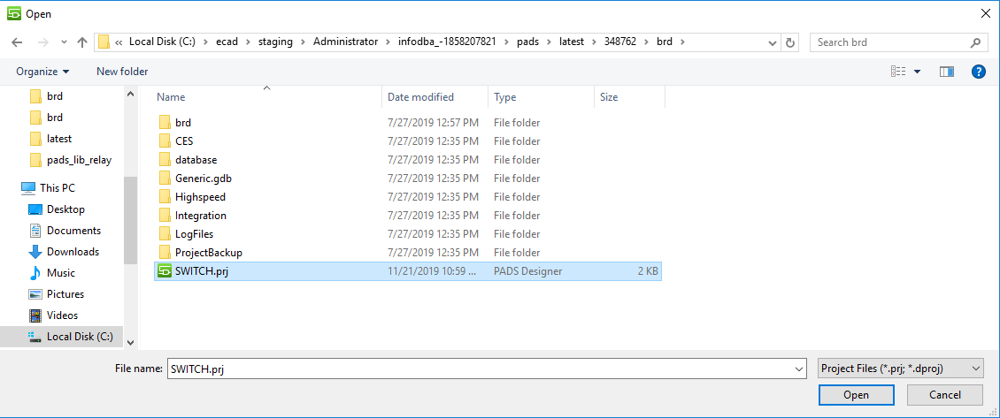 Open
« Local Disk (C:) > ecad > staging > Administrator > infodba_-1858207821 > pads > latest > 348762 > brd >
Search brd
Organize
New folder
brd
brd
latest
pads_lib_relay
This PC
Desktop
Documents
Downloads
Music
Pictures
Videos
Local Disk (C:)
Name Date modified Type Size
brd 7/27/2019 12:57 PM File folder
CES 7/27/2019 12:35 PM File folder
database 7/27/2019 12:35 PM File folder
Generic.gdb 7/27/2019 12:35 PM File folder
Highspeed 7/27/2019 12:35 PM File folder
Integration 7/27/2019 12:35 PM File folder
LogFiles 7/27/2019 12:35 PM File folder
ProjectBackup 7/27/2019 12:35 PM File folder
SWITCH.prj 11/21/2019 10:59 ... PADS Designer 2 KB
File name: SWITCH.prj
Project Files (*.prj; *.dproj)
Open
Cancel